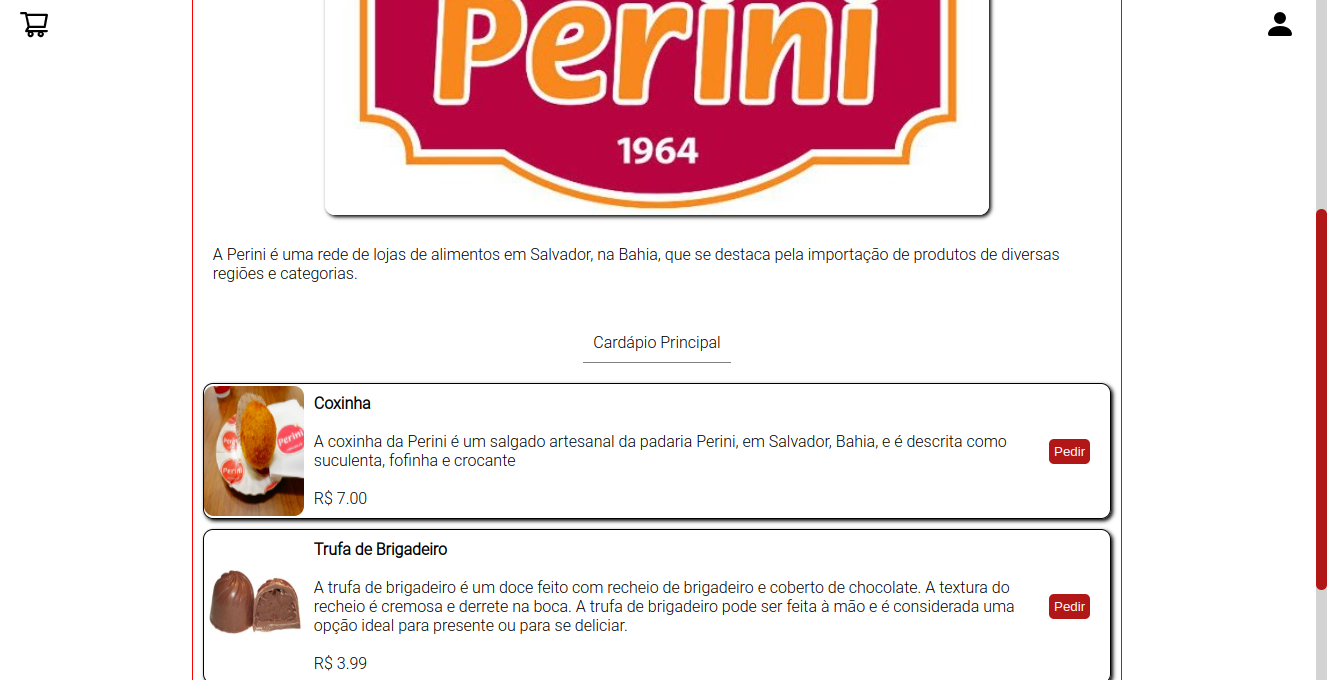 Perini
1964
A Perini é uma rede de lojas de alimentos em Salvador, na Bahia, que se destaca pela importação de produtos de diversas
regiões e categorias.
Cardápio Principal
Coxinha
A coxinha da Perini é um salgado artesanal da padaria Perini, em Salvador, Bahia, e é descrita como
suculenta, fofinha e crocante
R$ 7.00
Pedir
Perini
Perini
Trufa de Brigadeiro
A trufa de brigadeiro é um doce feito com recheio de brigadeiro e coberto de chocolate. A textura do
recheio é cremosa e derrete na boca. A trufa de brigadeiro pode ser feita à mão e é considerada uma
opção ideal para presente ou para se deliciar.
R$ 3.99
Pedir